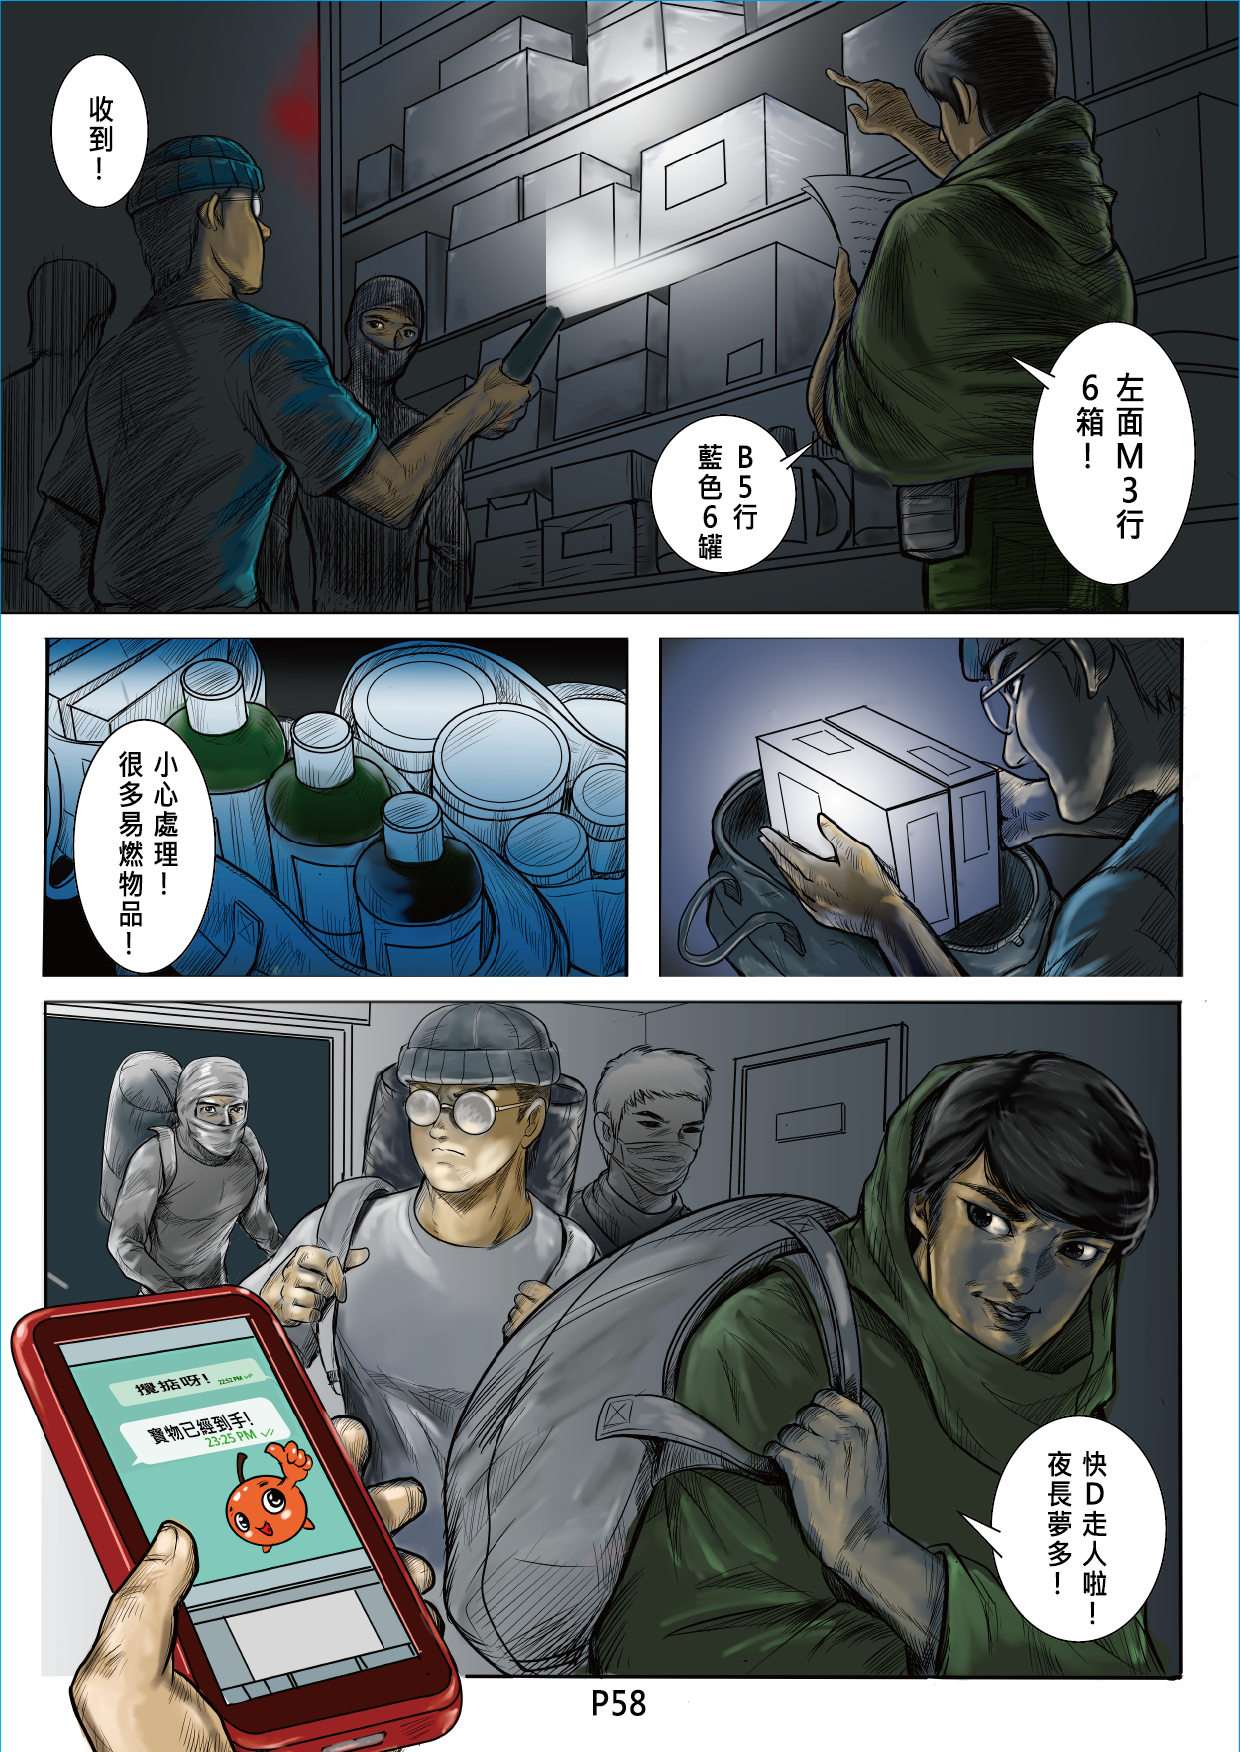 左面M3行
6箱！
B5行
藍色6罐
收到！
小心處理！
很多易燃物品！
攪掂呀！ 22:52 PM
寶物已經到手！
23:25 PM
快D走人啦！
夜長夢多！
P58